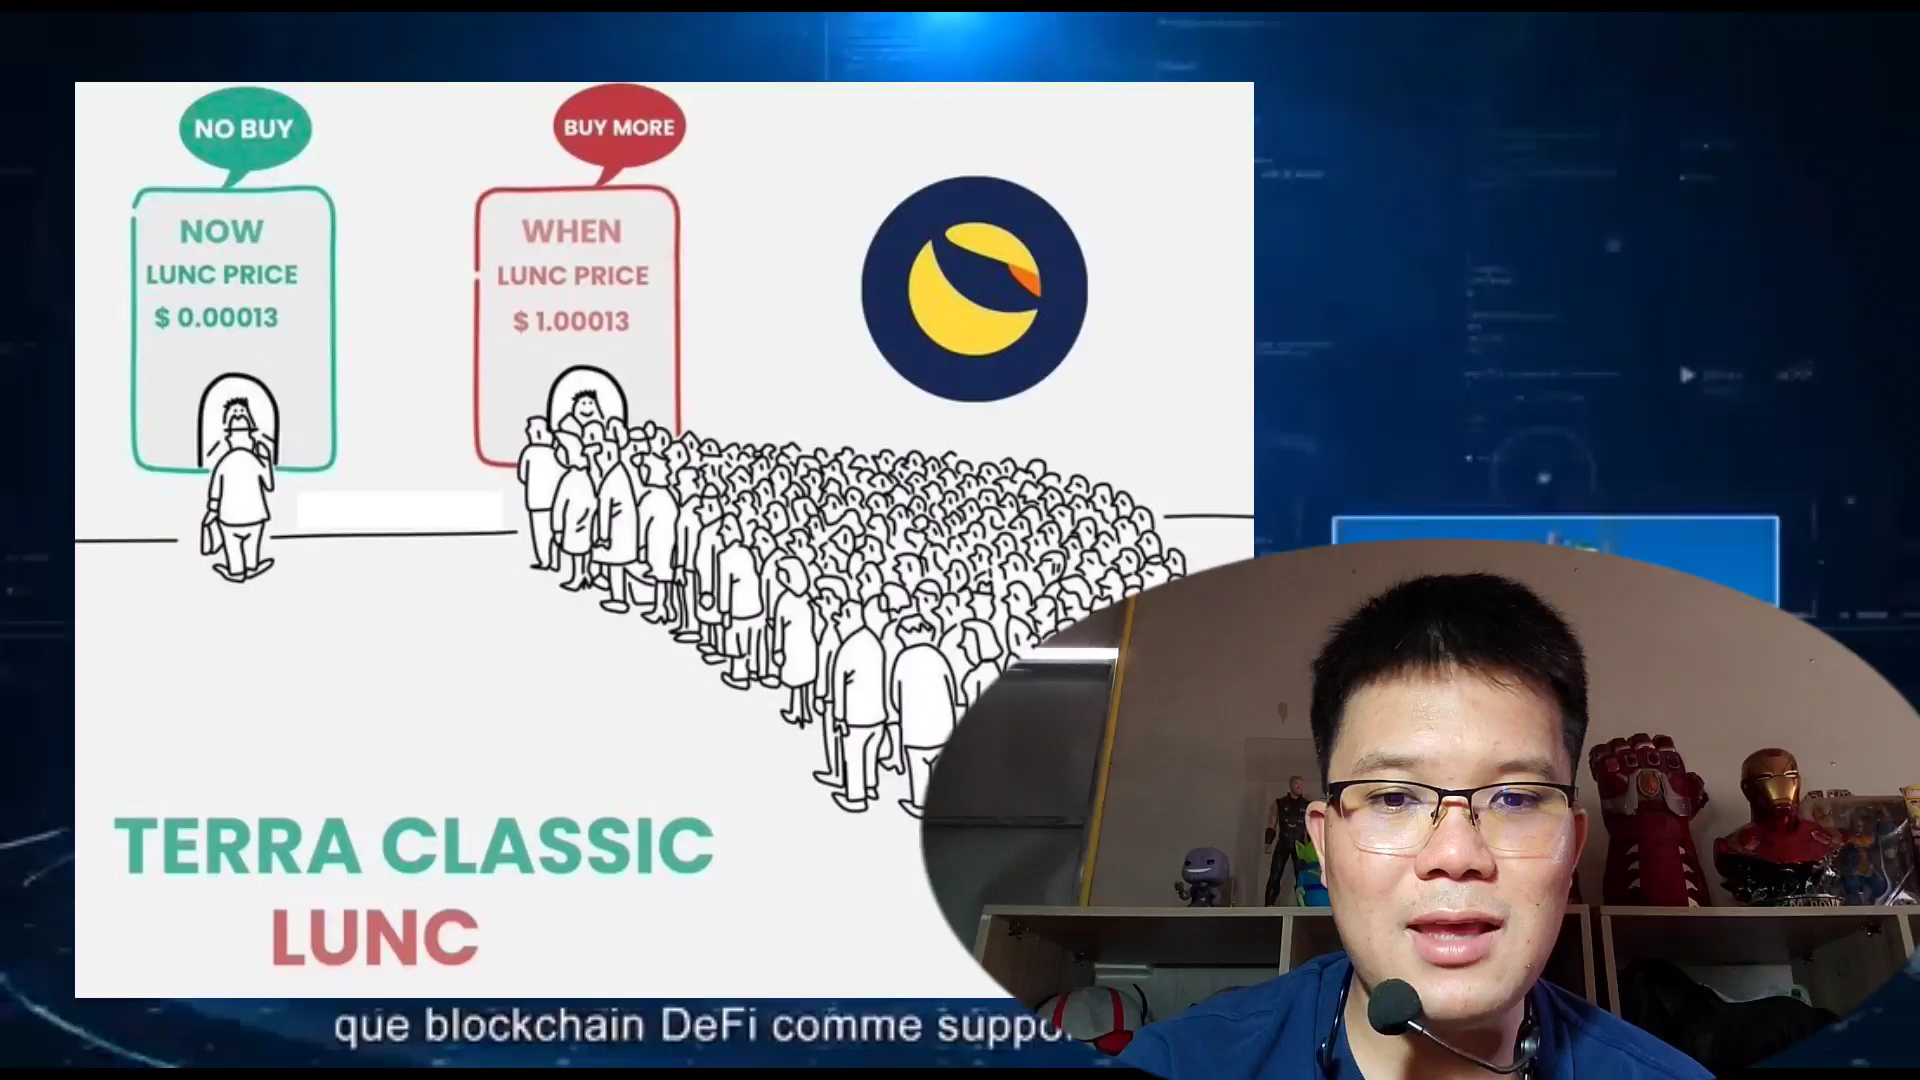 NO BUY
BUY MORE
NOW
LUNC PRICE
$ 0.00013
WHEN
LUNC PRICE
$ 1.00013
TERRA CLASSIC
LUNC
que blockchain DeFi comme